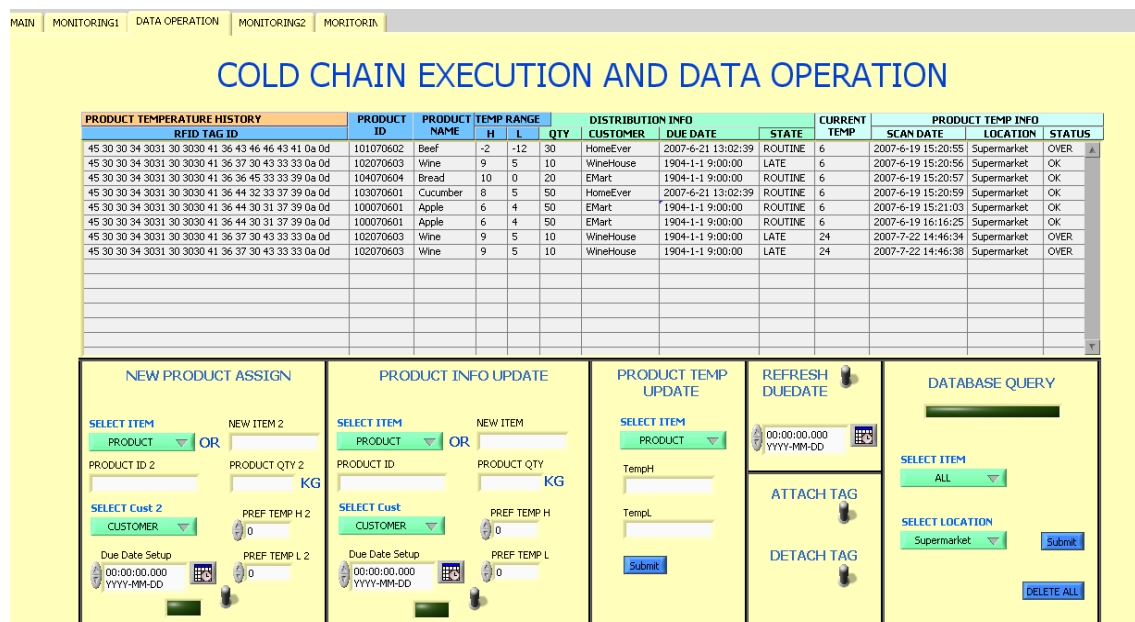 MAIN MONITORING1 DATA OPERATION MONITORING2 MORITORIN
COLD CHAIN EXECUTION AND DATA OPERATION
PRODUCT TEMPERATURE HISTORY PRODUCT ID PRODUCT NAME TEMP RANGE DISTRIBUTION INFO CURRENT TEMP PRODUCT TEMP INFO
RFID TAG ID H L QTY CUSTOMER DUE DATE STATE SCAN DATE LOCATION STATUS
45 30 30 34 3031 30 3030 41 36 43 46 46 43 41 0a 0d 101070602 Beef -2 -12 30 HomeEver 2007-6-21 13:02:39 ROUTINE 6 2007-6-19 15:20:55 Supermarket OVER
45 30 30 34 3031 30 3030 41 36 37 30 43 33 33 0a 0d 102070603 Wine 9 5 10 WineHouse 1904-1-1 9:00:00 LATE 6 2007-6-19 15:20:56 Supermarket OK
45 30 30 34 3031 30 3030 41 36 36 45 33 33 39 0a 0d 104070604 Bread 10 0 20 EMart 1904-1-1 9:00:00 ROUTINE 6 2007-6-19 15:20:57 Supermarket OK
45 30 30 34 3031 30 3030 41 36 44 32 33 37 39 0a 0d 103070601 Cucumber 8 5 50 HomeEver 2007-6-21 13:02:39 ROUTINE 6 2007-6-19 15:20:59 Supermarket OK
45 30 30 34 3031 30 3030 41 36 44 30 31 37 39 0a 0d 100070601 Apple 6 4 50 EMart 1904-1-1 9:00:00 ROUTINE 6 2007-6-19 15:21:03 Supermarket OK
45 30 30 34 3031 30 3030 41 36 44 30 31 37 39 0a 0d 100070601 Apple 6 4 50 EMart 1904-1-1 9:00:00 ROUTINE 6 2007-6-19 16:16:25 Supermarket OK
45 30 30 34 3031 30 3030 41 36 37 30 43 33 33 0a 0d 102070603 Wine 9 5 10 WineHouse 1904-1-1 9:00:00 LATE 24 2007-7-22 14:46:34 Supermarket OVER
45 30 30 34 3031 30 3030 41 36 37 30 43 33 33 0a 0d 102070603 Wine 9 5 10 WineHouse 1904-1-1 9:00:00 LATE 24 2007-7-22 14:46:38 Supermarket OVER
NEW PRODUCT ASSIGN
SELECT ITEM NEW ITEM 2
PRODUCT OR
PRODUCT ID 2 PRODUCT QTY 2
KG
SELECT Cust 2 PREF TEMP H 2
CUSTOMER 0
Due Date Setup PREF TEMP L 2
00:00:00.000 0
YYYY-MM-DD
PRODUCT INFO UPDATE
SELECT ITEM NEW ITEM
PRODUCT OR
PRODUCT ID PRODUCT QTY
KG
SELECT Cust PREF TEMP H
CUSTOMER 0
Due Date Setup PREF TEMP L
00:00:00.000 0
YYYY-MM-DD
PRODUCT TEMP
UPDATE
SELECT ITEM
PRODUCT
TempH
TempL
Submit
REFRESH
DUEDATE
00:00:00.000
YYYY-MM-DD
ATTACH TAG
DETACH TAG
DATABASE QUERY
SELECT ITEM
ALL
SELECT LOCATION
Supermarket Submit
DELETE ALL